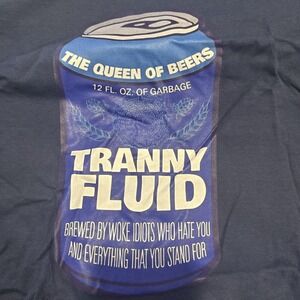 THE QUEEN OF BEERS
12 FL. OZ. OF GARBAGE
TRANNY
FLUID
BREWED BY WOKE IDIOTS WHO HATE YOU
AND EVERYTHING THAT YOU STAND FOR